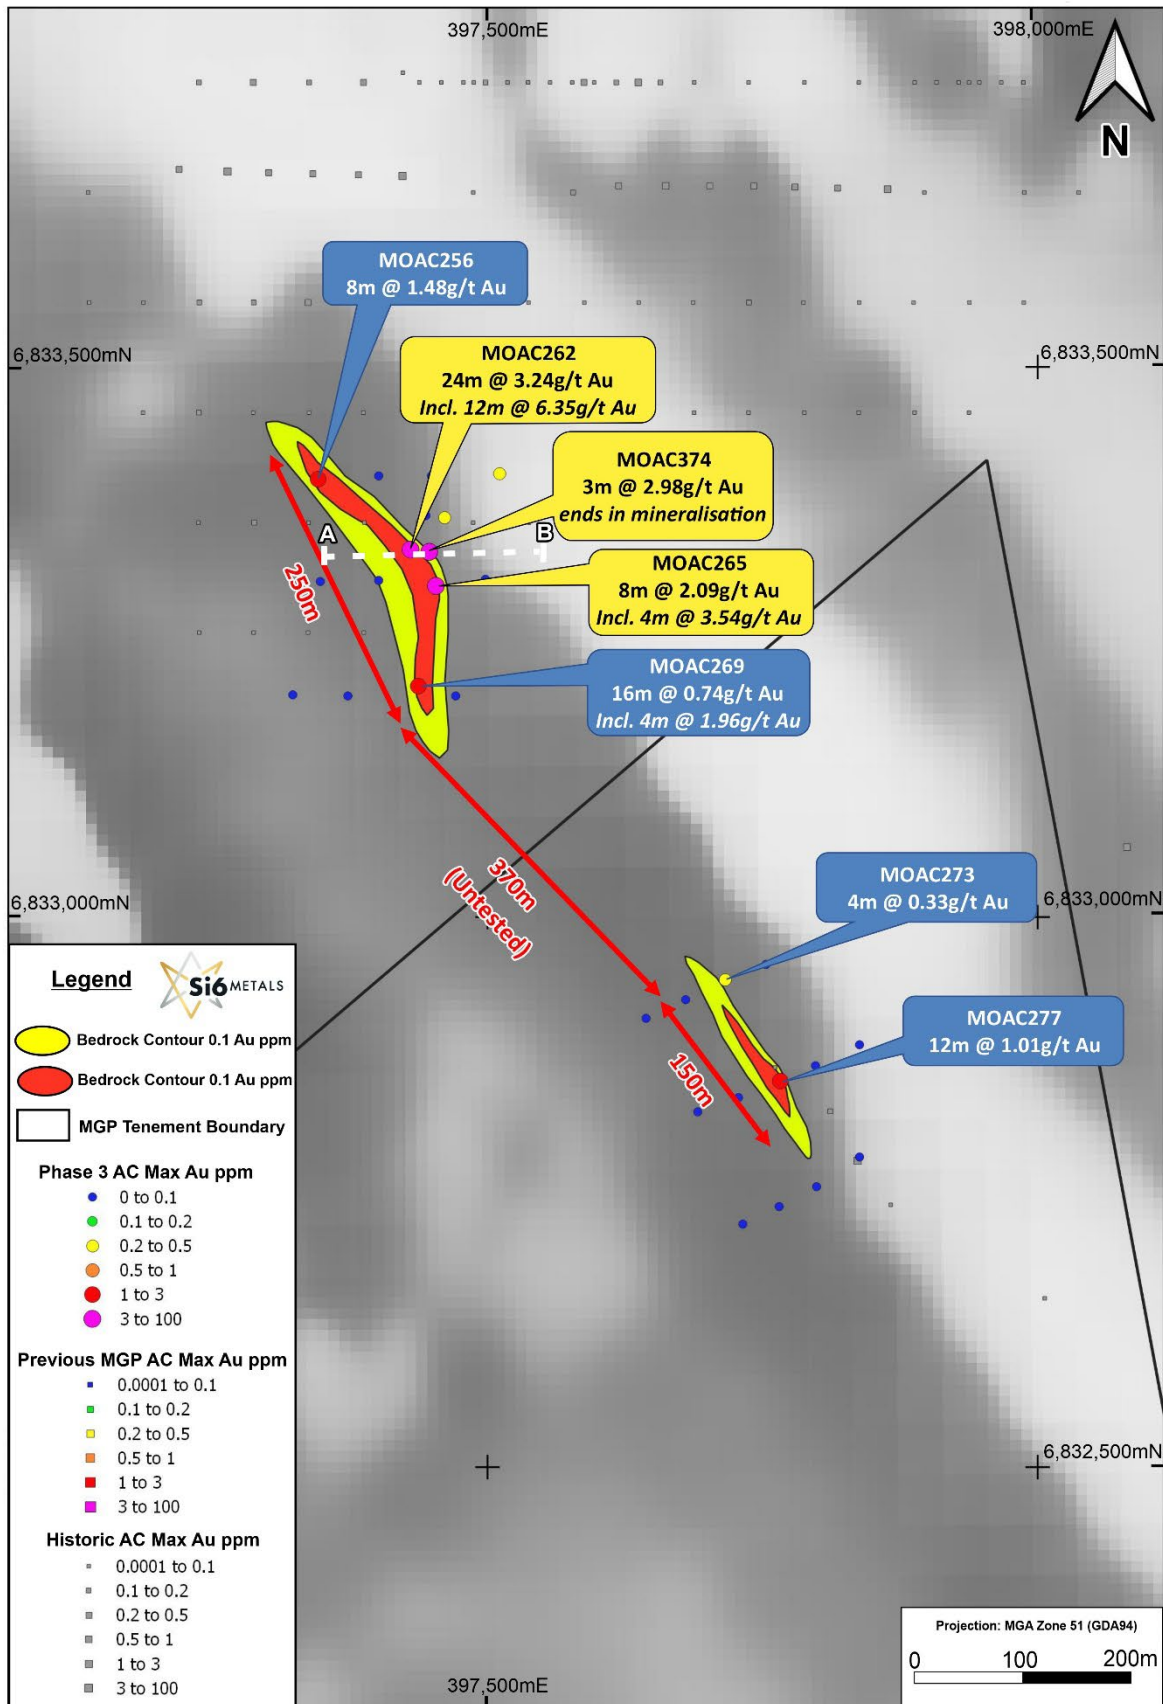 397,500mE
398,000mE
N
MOAC256
8m @ 1.48g/t Au
6,833,500mN
6,833,500mN
MOAC262
24m @ 3.24g/t Au
Incl. 12m @ 6.35g/t Au
MOAC374
3m @ 2.98g/t Au
ends in mineralisation
A
B
MOAC265
8m @ 2.09g/t Au
Incl. 4m @ 3.54g/t Au
250m
MOAC269
16m @ 0.74g/t Au
Incl. 4m @ 1.96g/t Au
370m
(Untested)
MOAC273
4m @ 0.33g/t Au
6,833,000mN
6,833,000mN
MOAC277
12m @ 1.01g/t Au
150m
Legend
Si6 METALS
Bedrock Contour 0.1 Au ppm
Bedrock Contour 0.1 Au ppm
MGP Tenement Boundary
Phase 3 AC Max Au ppm
0 to 0.1
0.1 to 0.2
0.2 to 0.5
0.5 to 1
1 to 3
3 to 100
Previous MGP AC Max Au ppm
0.0001 to 0.1
0.1 to 0.2
0.2 to 0.5
0.5 to 1
1 to 3
3 to 100
Historic AC Max Au ppm
0.0001 to 0.1
0.1 to 0.2
0.2 to 0.5
0.5 to 1
1 to 3
3 to 100
6,832,500mN
397,500mE
Projection: MGA Zone 51 (GDA94)
0 100 200m